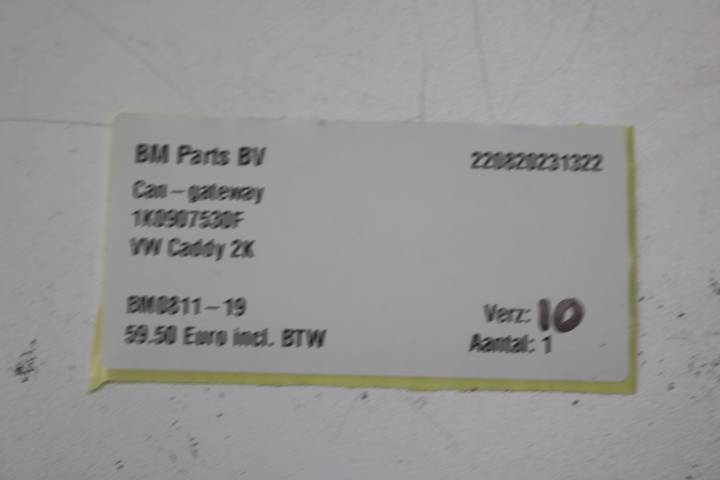 BM Parts BV 220820231322
Can-gateway
1K0907530F
VW Caddy 2K
BM0811-19 Verz: 10
59.50 Euro incl. BTW Aantal: 1